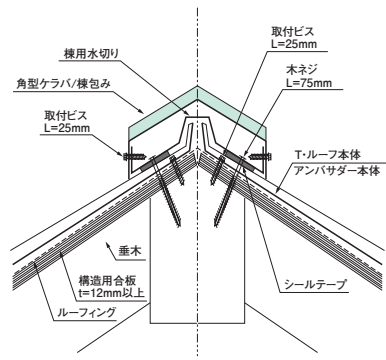 取付ビス
L=25mm
棟用水切り
木ネジ
L=75mm
角型ケラバ/棟包み
取付ビス
L=25mm
T・ルーフ本体
アンバサダー本体
垂木
シールテープ
構造用合板
t=12mm以上
ルーフィング